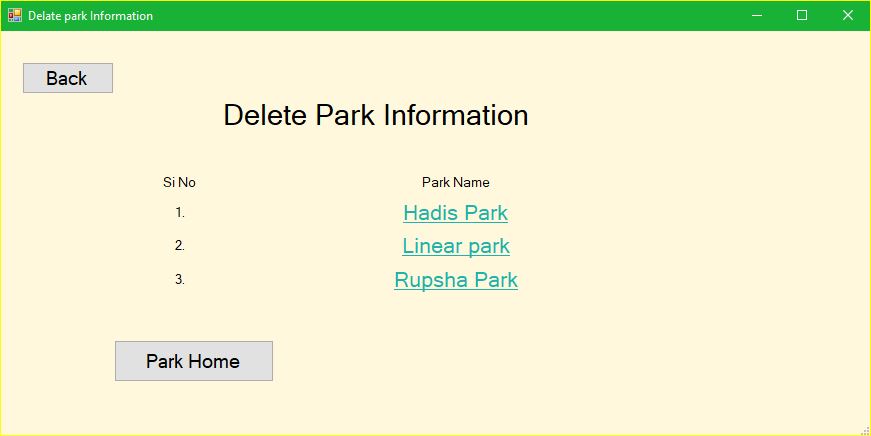 Delate park Information
Back
Delete Park Information
Si No Park Name
1. Hadis Park
2. Linear park
3. Rupsha Park
Park Home